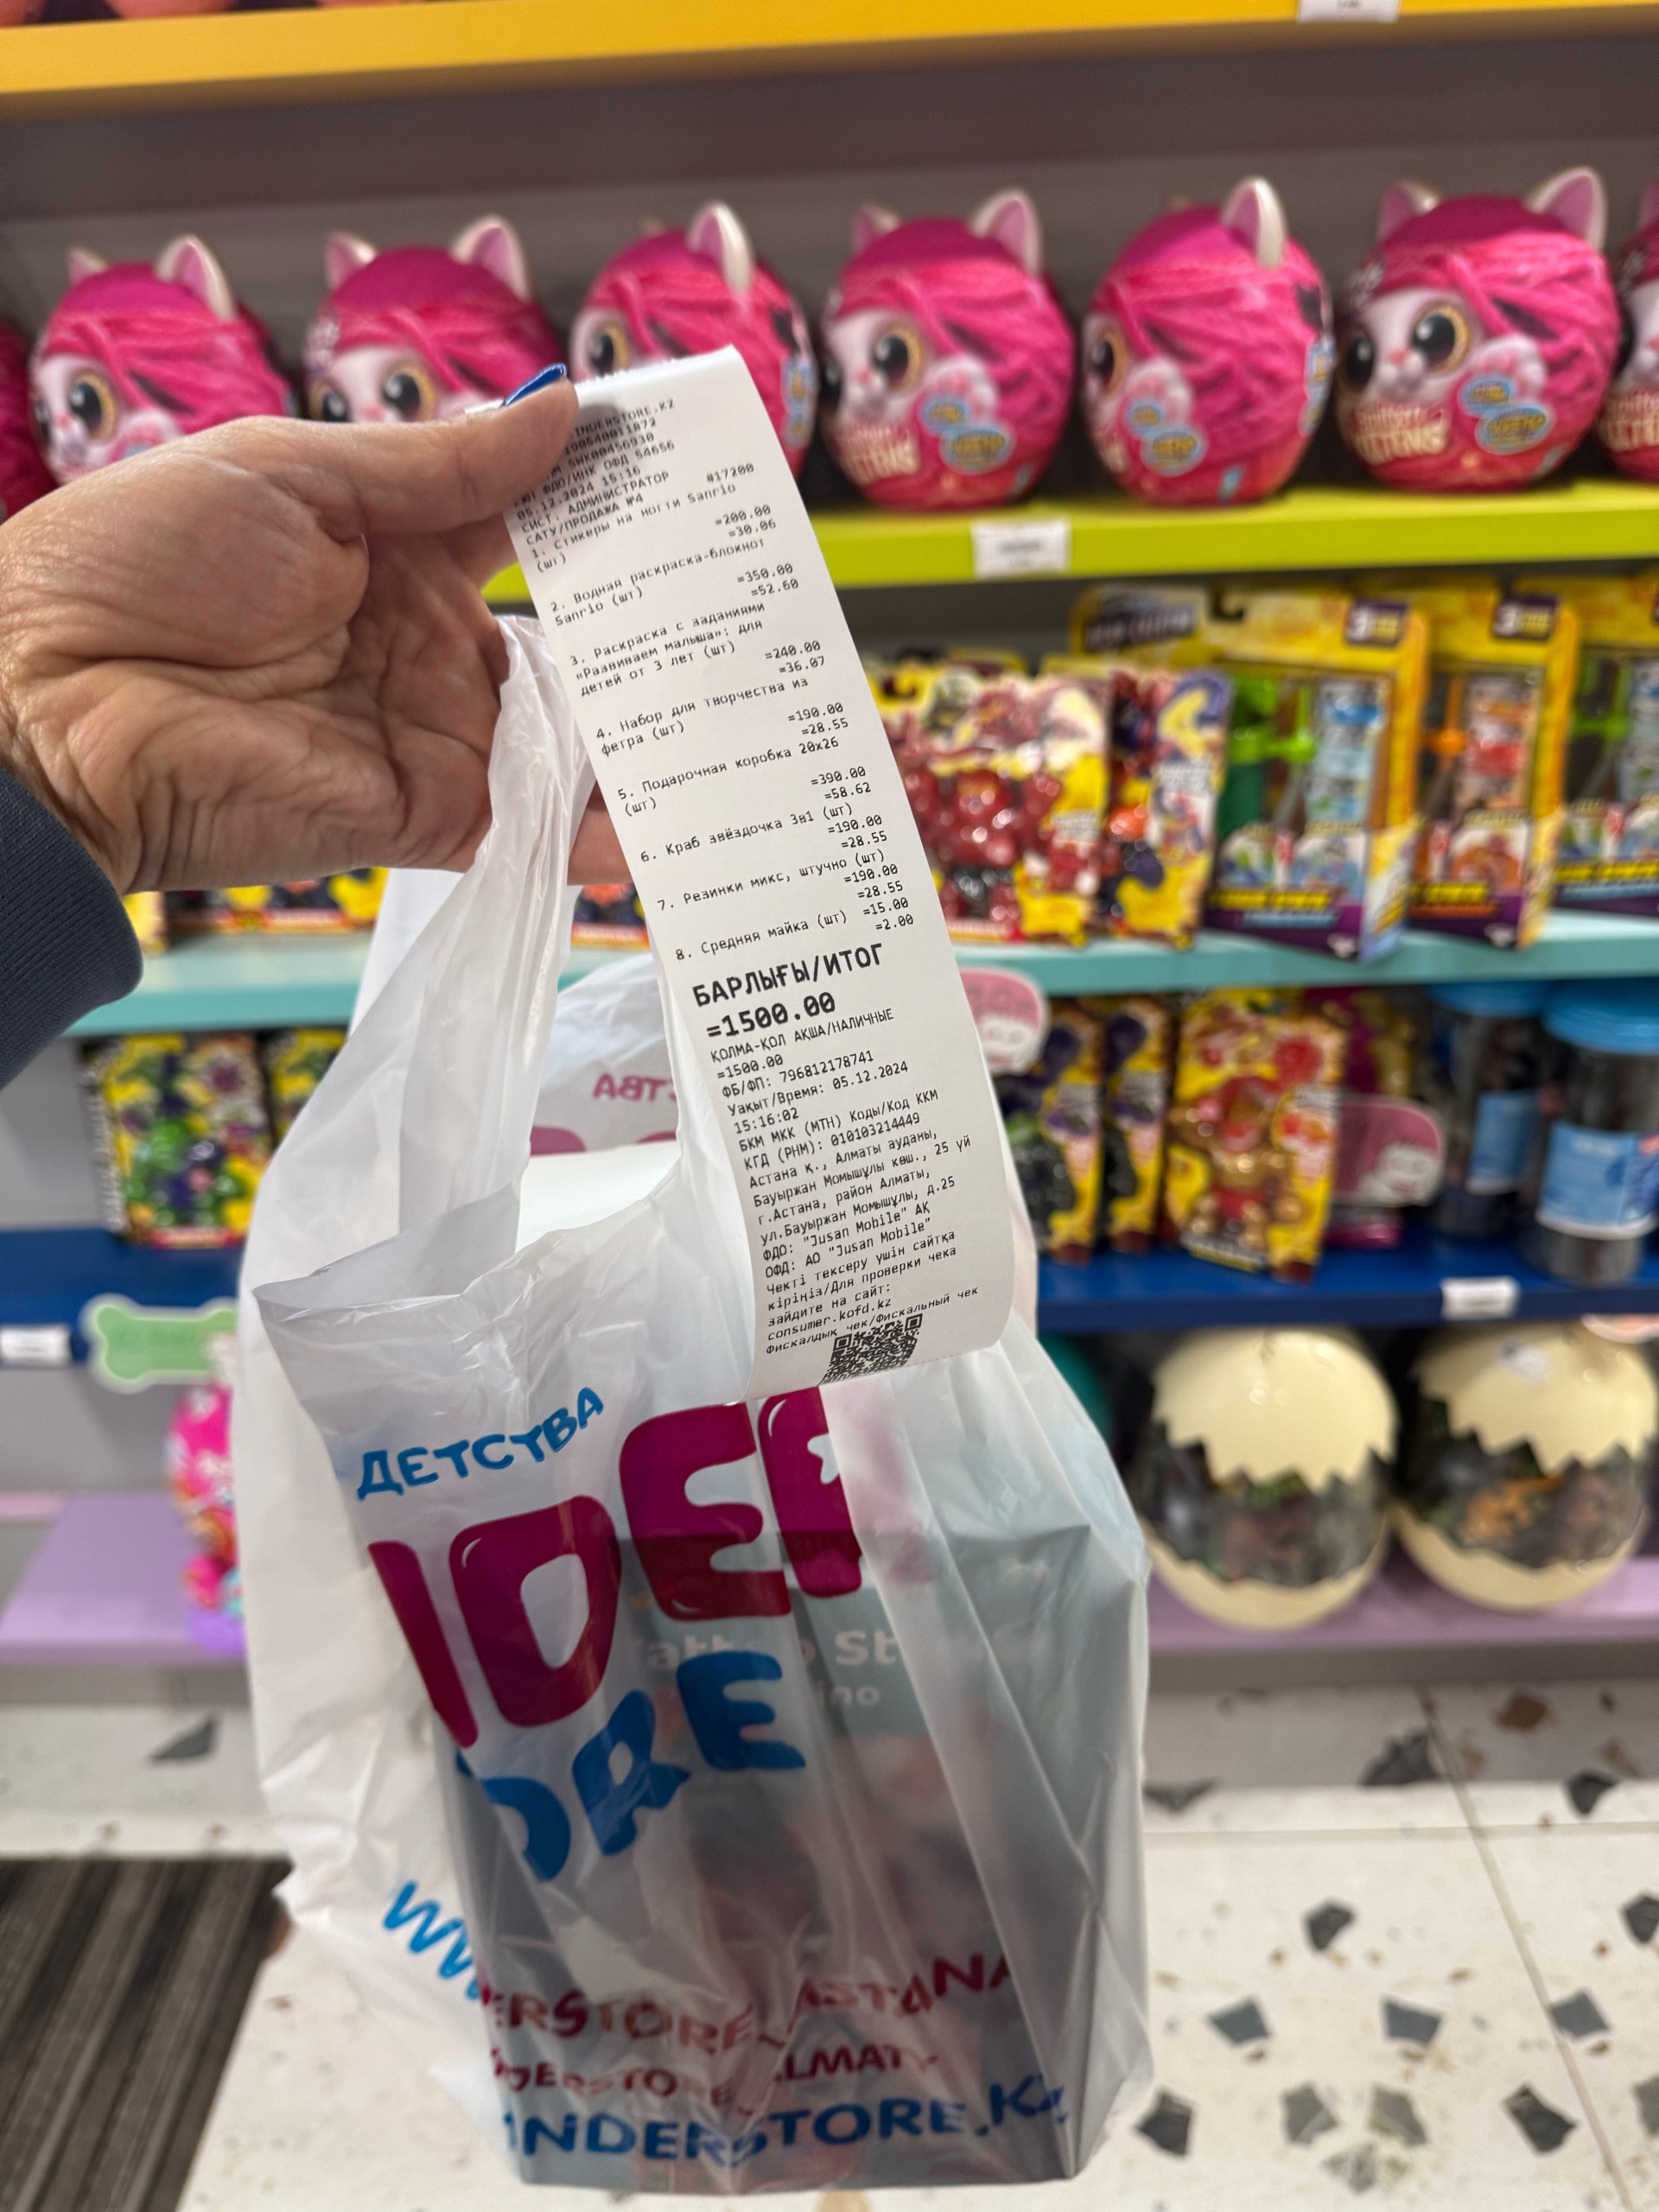 INDERSTORE.KZ
ФДО/ИНК ОФД 54656
05.12.2024 15:16
СИСТ. АДМИНИСТРАТОР
САТУ/ПРОДАЖА №4 #17200
1. Стикеры на ногти Sanrio
(шт) =200.00
=30.06
2. Водная раскраска-блокнот
Sanrio (шт) =350.00
=52.60
3. Раскраска с заданиями
«Развиваем малыша»: для
детей от 3 лет (шт) =240.00
=36.07
4. Набор для творчества из
фетра (шт) =190.00
=28.55
5. Подарочная коробка 20x26
(шт) =390.00
=58.62
6. Краб звёздочка 3в1 (шт)
=190.00
=28.55
7. Резинки микс, штучно (шт)
=190.00
=28.55
8. Средняя майка (шт) =15.00
=2.00
БАРЛЫҒЫ/ИТОГ
=1500.00
ҚОЛМА-ҚОЛ АҚША/НАЛИЧНЫЕ
=1500.00
ФБ/ФП: 796812178741
Уақыт/Время: 05.12.2024
15:16:02
БКМ МКК (МТН) Коды/Код ККМ
КГД (РНМ): 010103214449
Астана қ., Алматы ауданы,
Бауыржан Момышұлы көш., 25 үй
г.Астана, район Алматы,
ул.Бауыржан Момышұлы, д.25
ФДО: "Jusan Mobile" АҚ
ОФД: АО "Jusan Mobile"
Чекті тексеру үшін сайтқа
кіріңіз/Для проверки чека
зайдите на сайт:
consumer.kofd.kz
Фискалдық чек/Фискальный чек
ДЕТСТВА
IDER
ORE
WW
ERSTORE_ASTANA
DERSTORE_ALMATY
INDERSTORE.KZ